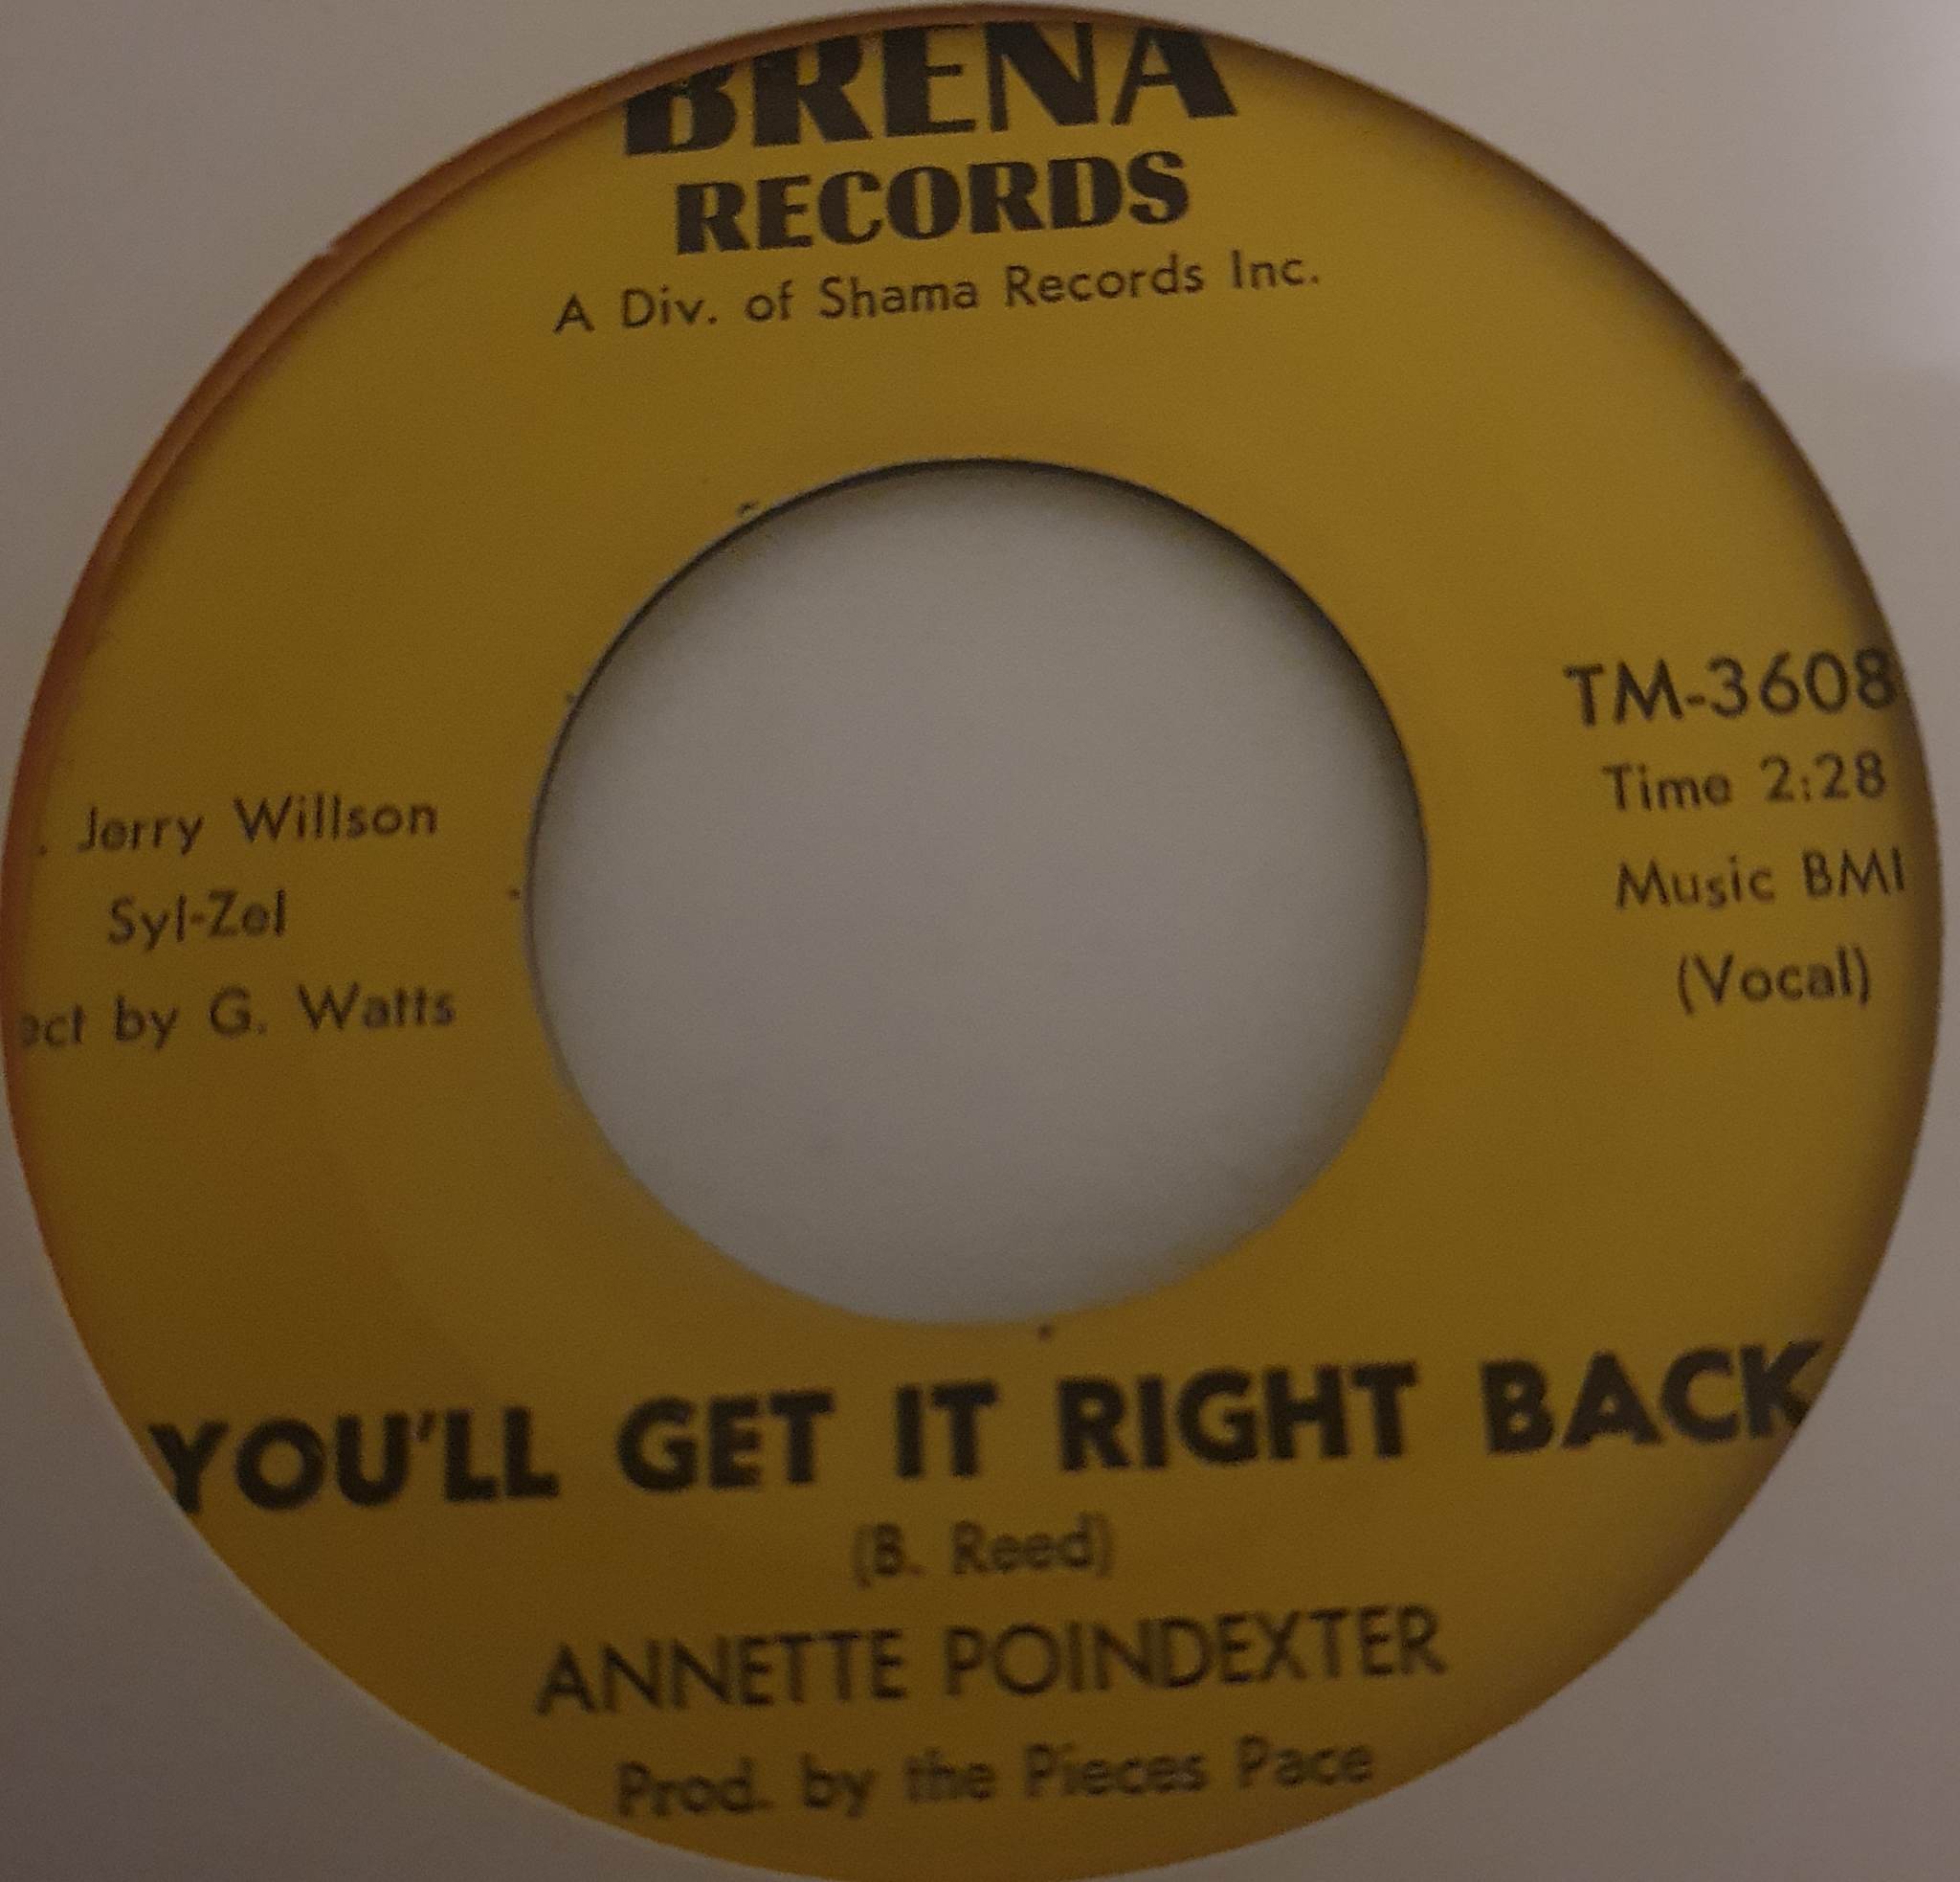 BRENA
RECORDS
A Div. of Shama Records Inc.
. Jerry Willson
Syl-Zel
ect by G. Watts
TM-3608
Time 2:28
Music BMI
(Vocal)
YOU'LL GET IT RIGHT BACK
(B. Reed)
ANNETTE POINDEXTER
Prod. by the Pieces Pace